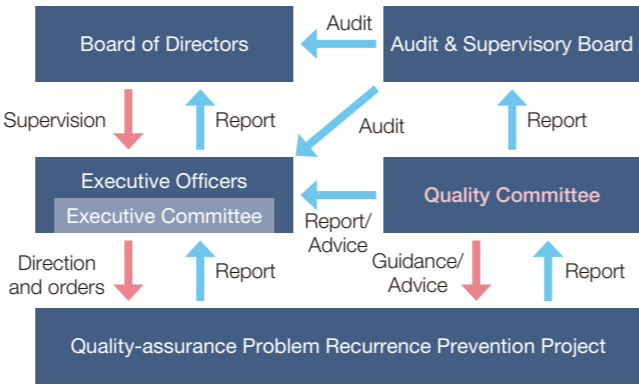 Audit
Board of Directors
Audit & Supervisory Board
Supervision
Report
Audit
Report
Executive Officers
Executive Committee
Quality Committee
Report/
Advice
Direction
and orders
Report
Guidance/
Advice
Report
Quality-assurance Problem Recurrence Prevention Project